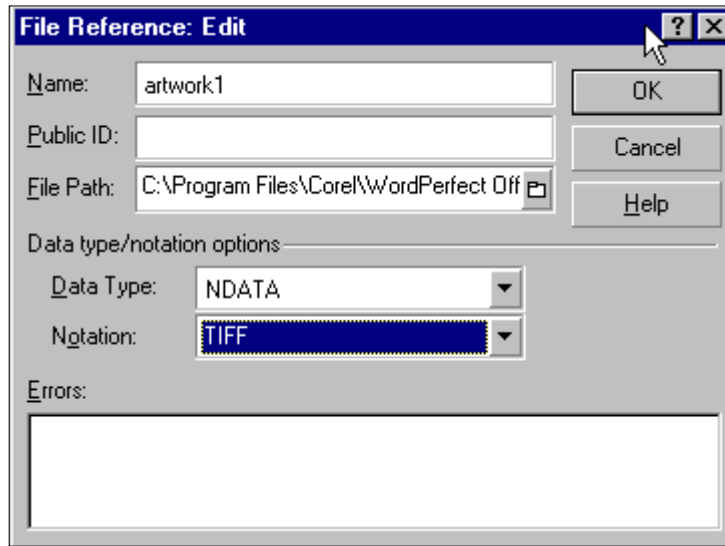 File Reference: Edit
Name: artwork1
OK
Public ID:
Cancel
File Path: C:\Program Files\Corel\WordPerfect Off
Help
Data type/notation options
Data Type: NDATA
Notation: TIFF
Errors: